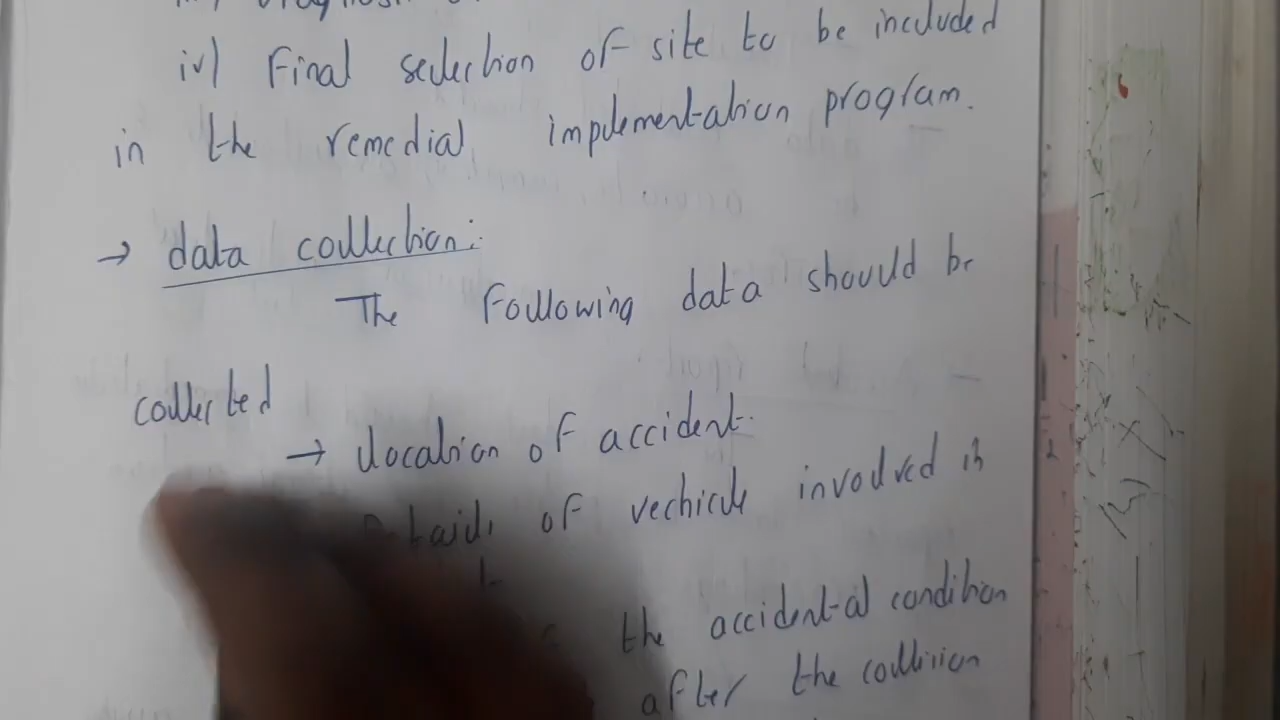 iv) Final selection of site to be included
in the remedial implementation program.
→ data collection:
The following data should be
collected
→ location of accident.
of vechicle involved in
the accidental condition
after the collision